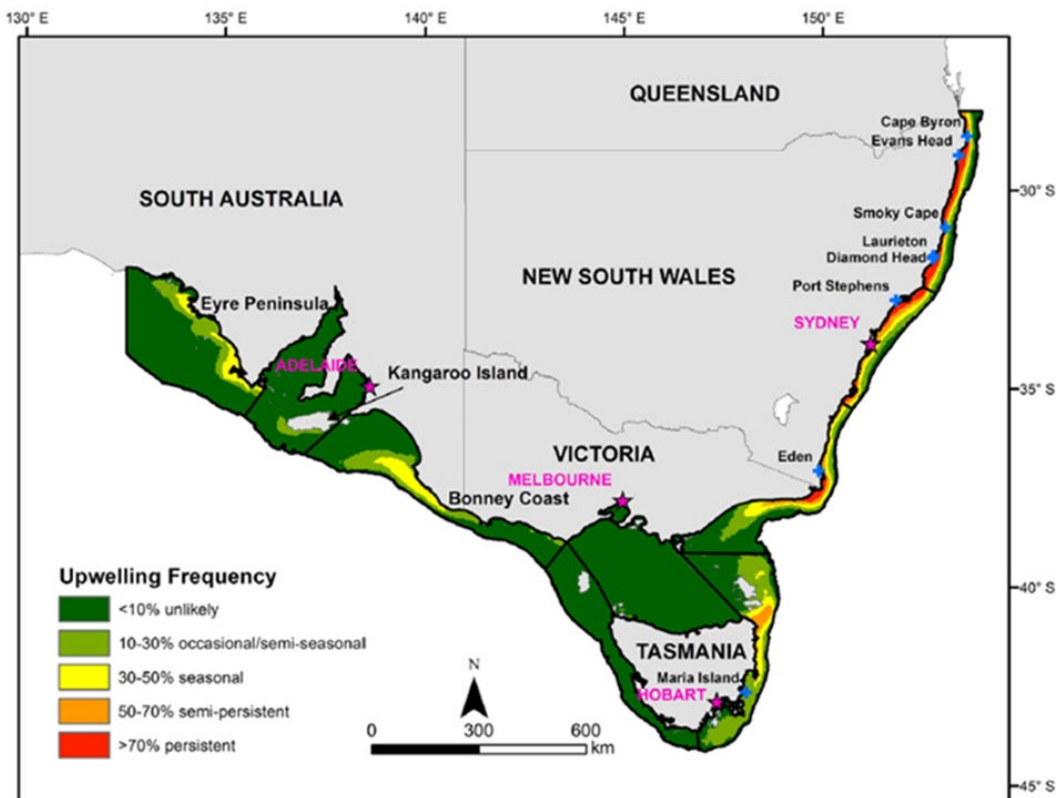 130° E
135° E
140° E
145° E
150° E
QUEENSLAND
Cape Byron
Evans Head
30° S
SOUTH AUSTRALIA
Smoky Cape
Laurieton
Diamond Head
NEW SOUTH WALES
Port Stephens
Eyre Peninsula
SYDNEY
ADELAIDE
Kangaroo Island
35° S
VICTORIA
Eden
MELBOURNE
Bonney Coast
Upwelling Frequency
40° S
<10% unlikely
10-30% occasional/semi-seasonal
30-50% seasonal
50-70% semi-persistent
>70% persistent
TASMANIA
N
Maria Island
HOBART
0 300 600
km
45° S